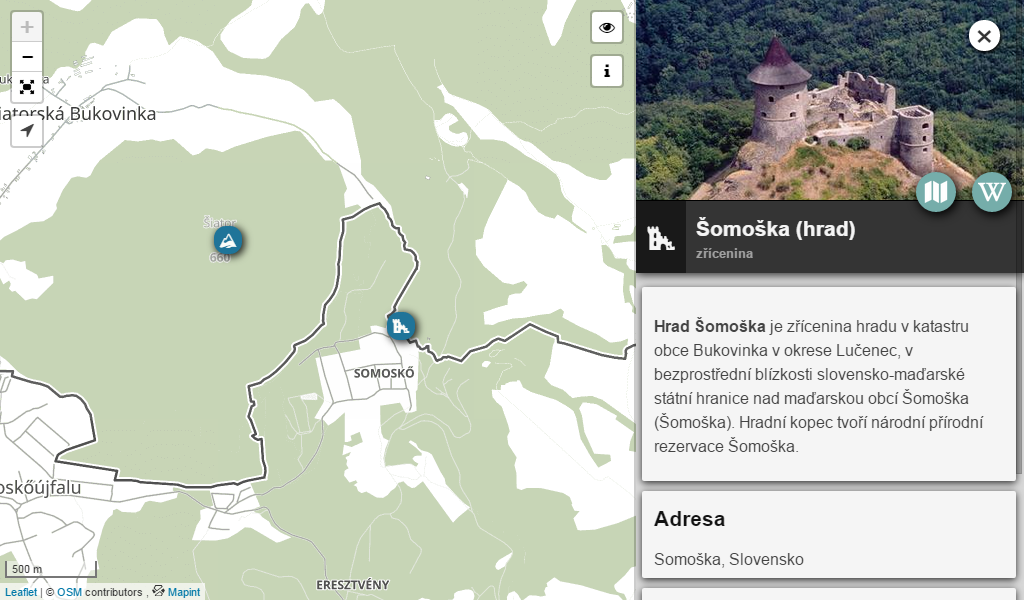 +
−
iatorská Bukovinka
Šiator
660
SOMOSKŐ
oskőújfalu
ERESZTVÉNY
500 m
Leaflet | © OSM contributors , Mapint
i
×
W
Šomoška (hrad)
zřícenina
Hrad Šomoška je zřícenina hradu v katastru
obce Bukovinka v okrese Lučenec, v
bezprostřední blízkosti slovensko-maďarské
státní hranice nad maďarskou obcí Šomoška
(Šomoška). Hradní kopec tvoří národní přírodní
rezervace Šomoška.
Adresa
Somoška, Slovensko